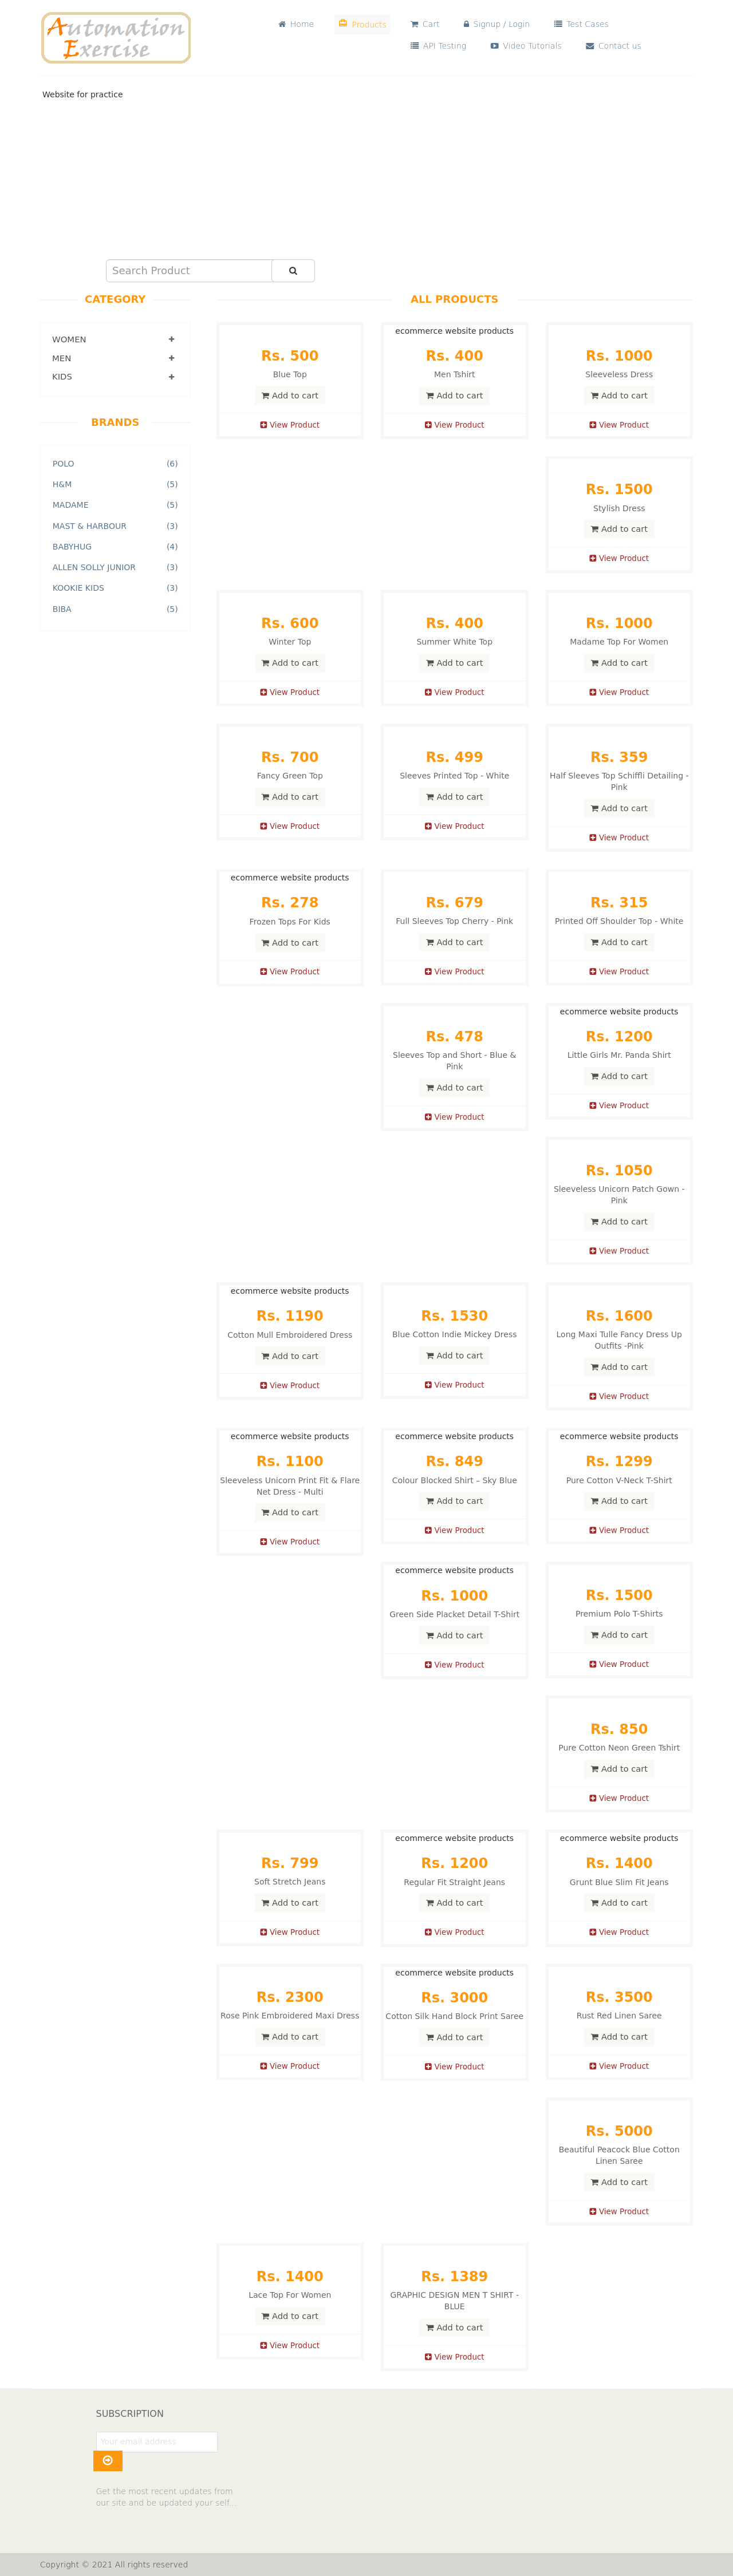 Automation
Exercise
Home
Products
Cart
Signup / Login
Test Cases
API Testing
Video Tutorials
Contact us
Website for practice
Search Product
CATEGORY
WOMEN
MEN
KIDS
BRANDS
POLO (6)
H&M (5)
MADAME (5)
MAST & HARBOUR (3)
BABYHUG (4)
ALLEN SOLLY JUNIOR (3)
KOOKIE KIDS (3)
BIBA (5)
ALL PRODUCTS
Rs. 500
Blue Top
Add to cart
View Product
ecommerce website products
Rs. 400
Men Tshirt
Add to cart
View Product
Rs. 1000
Sleeveless Dress
Add to cart
View Product
Rs. 1500
Stylish Dress
Add to cart
View Product
Rs. 600
Winter Top
Add to cart
View Product
Rs. 400
Summer White Top
Add to cart
View Product
Rs. 1000
Madame Top For Women
Add to cart
View Product
Rs. 700
Fancy Green Top
Add to cart
View Product
Rs. 499
Sleeves Printed Top - White
Add to cart
View Product
Rs. 359
Half Sleeves Top Schiffli Detailing -
Pink
Add to cart
View Product
ecommerce website products
Rs. 278
Frozen Tops For Kids
Add to cart
View Product
Rs. 679
Full Sleeves Top Cherry - Pink
Add to cart
View Product
Rs. 315
Printed Off Shoulder Top - White
Add to cart
View Product
Rs. 478
Sleeves Top and Short - Blue &
Pink
Add to cart
View Product
ecommerce website products
Rs. 1200
Little Girls Mr. Panda Shirt
Add to cart
View Product
Rs. 1050
Sleeveless Unicorn Patch Gown -
Pink
Add to cart
View Product
ecommerce website products
Rs. 1190
Cotton Mull Embroidered Dress
Add to cart
View Product
Rs. 1530
Blue Cotton Indie Mickey Dress
Add to cart
View Product
Rs. 1600
Long Maxi Tulle Fancy Dress Up
Outfits -Pink
Add to cart
View Product
ecommerce website products
Rs. 1100
Sleeveless Unicorn Print Fit & Flare
Net Dress - Multi
Add to cart
View Product
ecommerce website products
Rs. 849
Colour Blocked Shirt – Sky Blue
Add to cart
View Product
ecommerce website products
Rs. 1299
Pure Cotton V-Neck T-Shirt
Add to cart
View Product
ecommerce website products
Rs. 1000
Green Side Placket Detail T-Shirt
Add to cart
View Product
Rs. 1500
Premium Polo T-Shirts
Add to cart
View Product
Rs. 850
Pure Cotton Neon Green Tshirt
Add to cart
View Product
Rs. 799
Soft Stretch Jeans
Add to cart
View Product
ecommerce website products
Rs. 1200
Regular Fit Straight Jeans
Add to cart
View Product
ecommerce website products
Rs. 1400
Grunt Blue Slim Fit Jeans
Add to cart
View Product
Rs. 2300
Rose Pink Embroidered Maxi Dress
Add to cart
View Product
ecommerce website products
Rs. 3000
Cotton Silk Hand Block Print Saree
Add to cart
View Product
Rs. 3500
Rust Red Linen Saree
Add to cart
View Product
Rs. 5000
Beautiful Peacock Blue Cotton
Linen Saree
Add to cart
View Product
Rs. 1400
Lace Top For Women
Add to cart
View Product
Rs. 1389
GRAPHIC DESIGN MEN T SHIRT -
BLUE
Add to cart
View Product
SUBSCRIPTION
Your email address
Get the most recent updates from
our site and be updated your self...
Copyright © 2021 All rights reserved